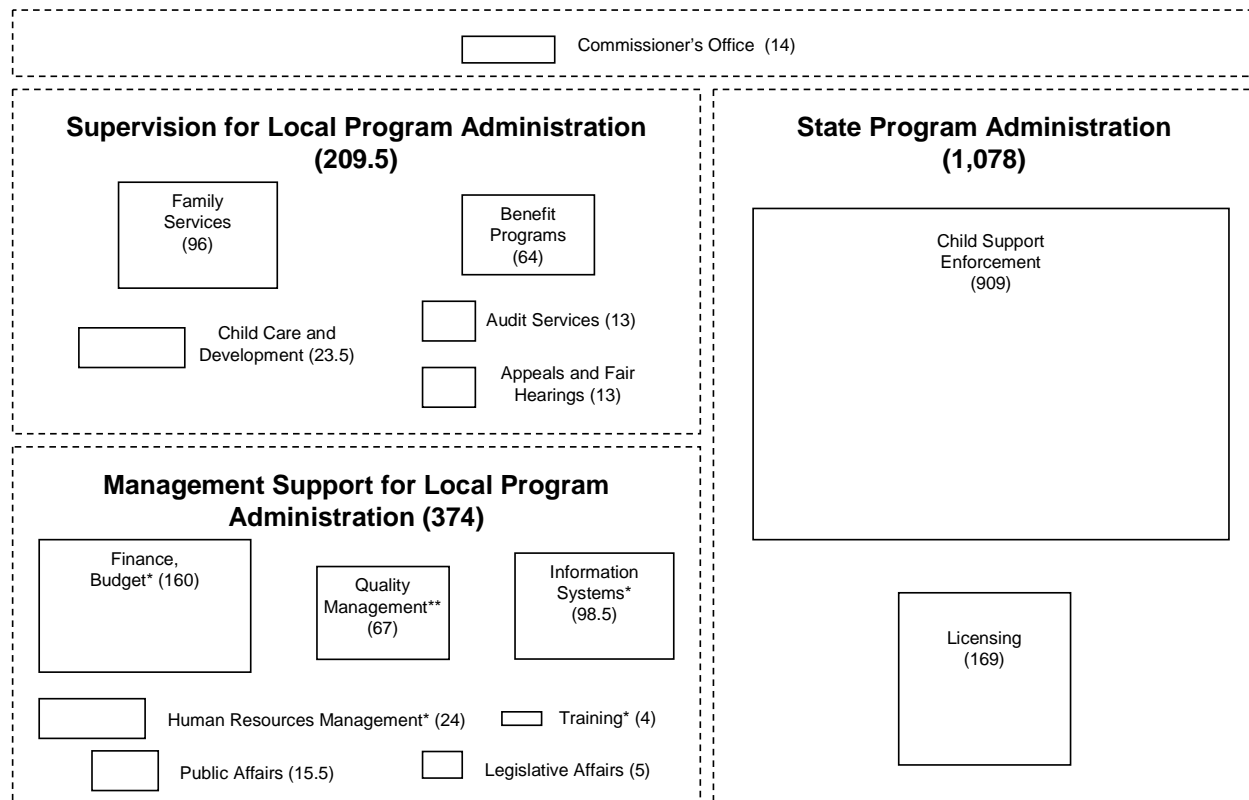 Commissioner’s Office (14)
Supervision for Local Program Administration
(209.5)
Family
Services
(96)
Benefit
Programs
(64)
Child Care and
Development (23.5)
Audit Services (13)
Appeals and Fair
Hearings (13)
Management Support for Local Program
Administration (374)
Finance,
Budget* (160)
Quality
Management**
(67)
Information
Systems*
(98.5)
Human Resources Management* (24)
Training* (4)
Public Affairs (15.5)
Legislative Affairs (5)
State Program Administration
(1,078)
Child Support
Enforcement
(909)
Licensing
(169)